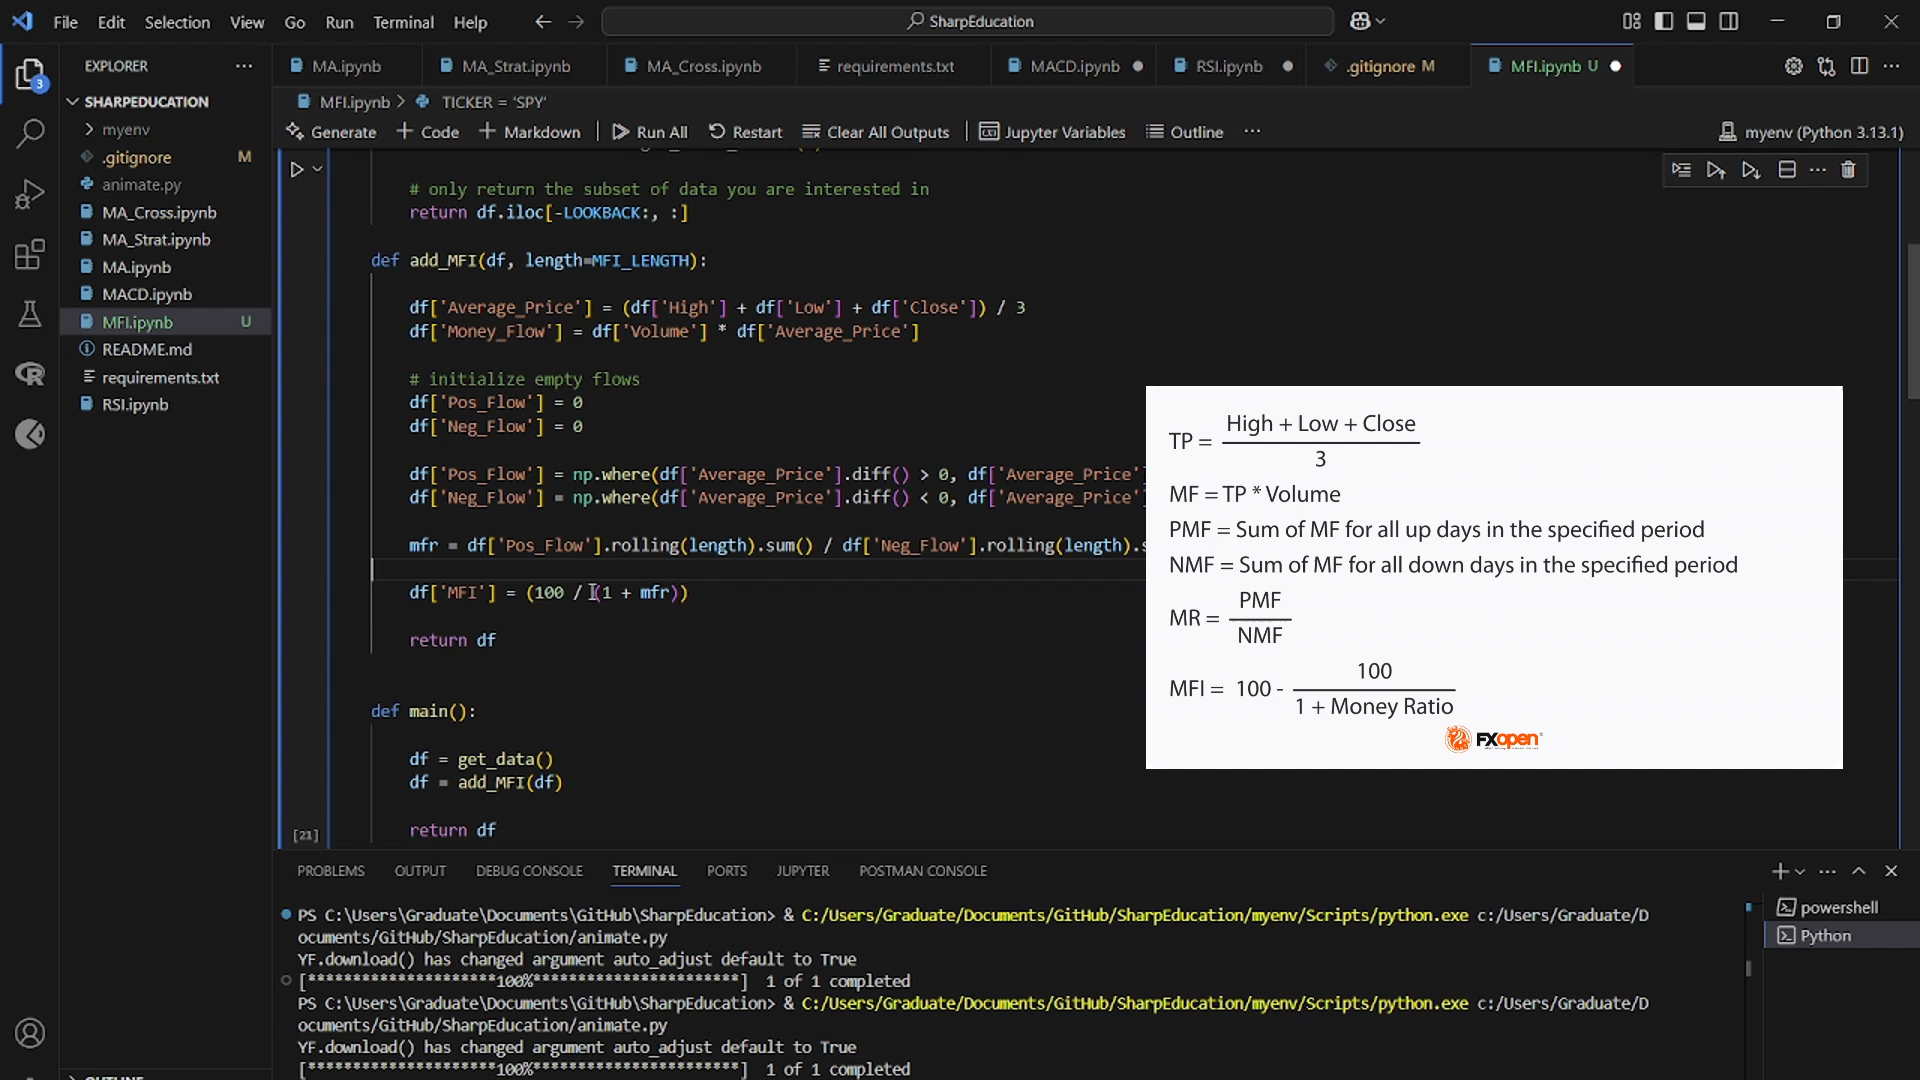 File Edit Selection View Go Run Terminal Help
SharpEducation
EXPLORER
MA.ipynb MA_Strat.ipynb MA_Cross.ipynb requirements.txt MACD.ipynb RSI.ipynb .gitignore M MFI.ipynb U
3
SHARPEDUCATION
myenv
.gitignore M
animate.py
MA_Cross.ipynb
MA_Strat.ipynb
MA.ipynb
MACD.ipynb
MFI.ipynb U
README.md
requirements.txt
RSI.ipynb
MFI.ipynb > TICKER = 'SPY'
Generate + Code + Markdown Run All Restart Clear All Outputs Jupyter Variables Outline ... myenv (Python 3.13.1)
# only return the subset of data you are interested in
return df.iloc[-LOOKBACK:, :]
def add_MFI(df, length=MFI_LENGTH):
df['Average_Price'] = (df['High'] + df['Low'] + df['Close']) / 3
df['Money_Flow'] = df['Volume'] * df['Average_Price']
# initialize empty flows
df['Pos_Flow'] = 0
df['Neg_Flow'] = 0
df['Pos_Flow'] = np.where(df['Average_Price'].diff() > 0, df['Average_Price']
df['Neg_Flow'] = np.where(df['Average_Price'].diff() < 0, df['Average_Price']
mfr = df['Pos_Flow'].rolling(length).sum() / df['Neg_Flow'].rolling(length).s
df['MFI'] = (100 / (1 + mfr))
return df
def main():
df = get_data()
df = add_MFI(df)
return df
[21]
TP = High + Low + Close
3
MF = TP * Volume
PMF = Sum of MF for all up days in the specified period
NMF = Sum of MF for all down days in the specified period
MR = PMF
NMF
MFI = 100 - 100
1 + Money Ratio
FXopen
PROBLEMS OUTPUT DEBUG CONSOLE TERMINAL PORTS JUPYTER POSTMAN CONSOLE
PS C:\Users\Graduate\Documents\GitHub\SharpEducation> & C:/Users/Graduate/Documents/GitHub/SharpEducation/myenv/Scripts/python.exe c:/Users/Graduate/D
ocuments/GitHub/SharpEducation/animate.py
YF.download() has changed argument auto_adjust default to True
[*********************100%***********************]  1 of 1 completed
PS C:\Users\Graduate\Documents\GitHub\SharpEducation> & C:/Users/Graduate/Documents/GitHub/SharpEducation/myenv/Scripts/python.exe c:/Users/Graduate/D
ocuments/GitHub/SharpEducation/animate.py
YF.download() has changed argument auto_adjust default to True
[*********************100%***********************]  1 of 1 completed
powershell
Python
OUTLINE